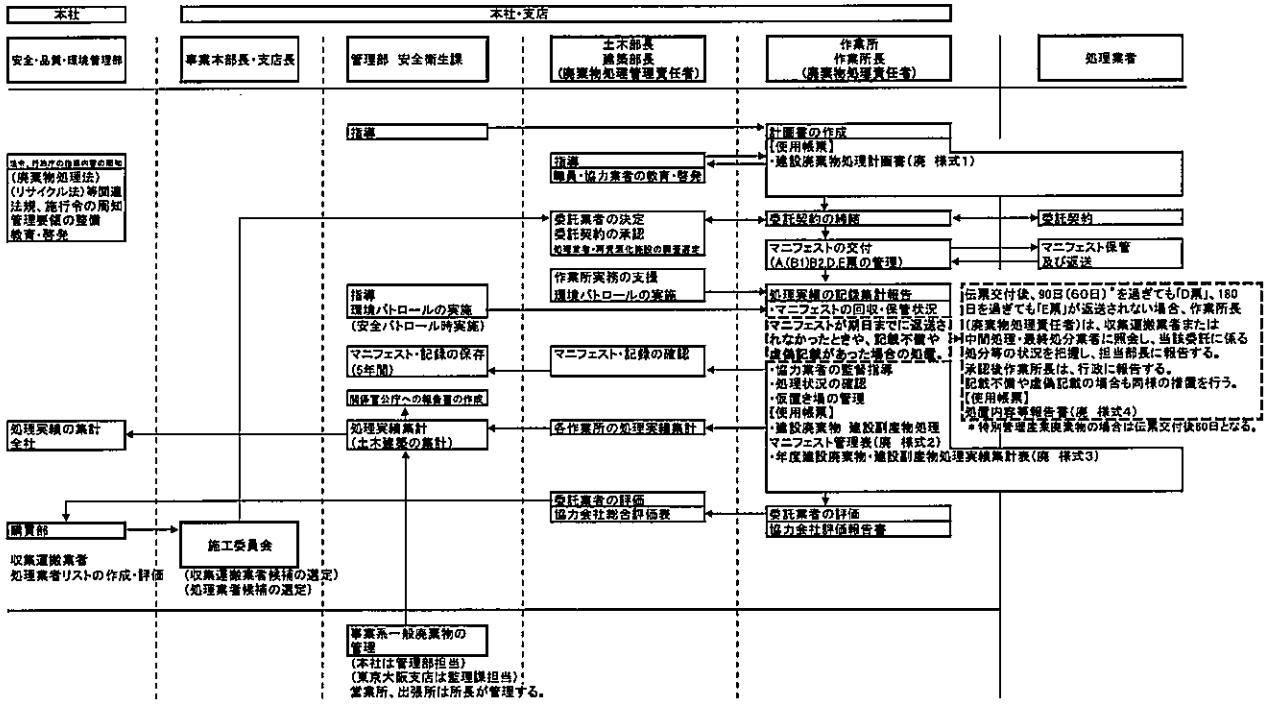 本社
本社・支店
安全・品質・環境管理部
事業本部長・支店長
管理部 安全衛生課
土木部長
建築部長
(廃棄物処理管理責任者)
作業所
作業所長
(廃棄物処理責任者)
処理業者
指導
計画書の作成
【使用帳票】
・建設廃棄物処理計画書(廃 様式1)
法令、行政庁の指導内容の周知
(廃棄物処理法)
(リサイクル法)等関連
法規、施行令の周知
管理要領の整備
教育・啓発
指導
職員・協力業者の教育・啓発
委託業者の決定
委託契約の承認
処理業者・再資源化施設の調査選定
委託契約の締結
委託契約
マニフェストの交付
(A,(B1)B2,D,E票の管理)
マニフェスト保管
及び返送
作業所実務の支援
環境パトロールの実施
指導
環境パトロールの実施
(安全パトロール時実施)
処理実績の記録集計報告
・マニフェストの回収・保管状況
マニフェストが期日までに返送さ
れなかったときや、記載不備や
虚偽記載があった場合の処置。
・協力業者の監督指導
・処理状況の確認
・仮置き場の管理
【使用帳票】
・建設廃棄物 建設副産物処理
マニフェスト管理表(廃 様式2)
・年度建設廃棄物・建設副産物処理実績集計表(廃 様式3)
伝票交付後、90日(60日)*を過ぎても「D票」、180
日を過ぎても「E票」が返送されない場合、作業所長
(廃棄物処理責任者)は、収集運搬業者または
中間処理・最終処分業者に照会し、当該委託に係る
処分等の状況を把握し、担当部長に報告する。
承認後作業所長は、行政に報告する。
記載不備や虚偽記載の場合も同様の措置を行う。
【使用帳票】
処置内容等報告書(廃 様式4)
*特別管理産業廃棄物の場合は伝票交付後60日となる。
マニフェスト・記録の保存
(5年間)
マニフェスト・記録の確認
関係官公庁への報告書の作成
処理実績の集計
全社
処理実績集計
(土木建築の集計)
各作業所の処理実績集計
委託業者の評価
協力会社総合評価表
委託業者の評価
協力会社評価報告書
購買部
収集運搬業者
処理業者リストの作成・評価
施工委員会
(収集運搬業者候補の選定)
(処理業者候補の選定)
事業系一般廃棄物の
管理
(本社は管理部担当)
(東京大阪支店は監理課担当)
営業所、出張所は所長が管理する。